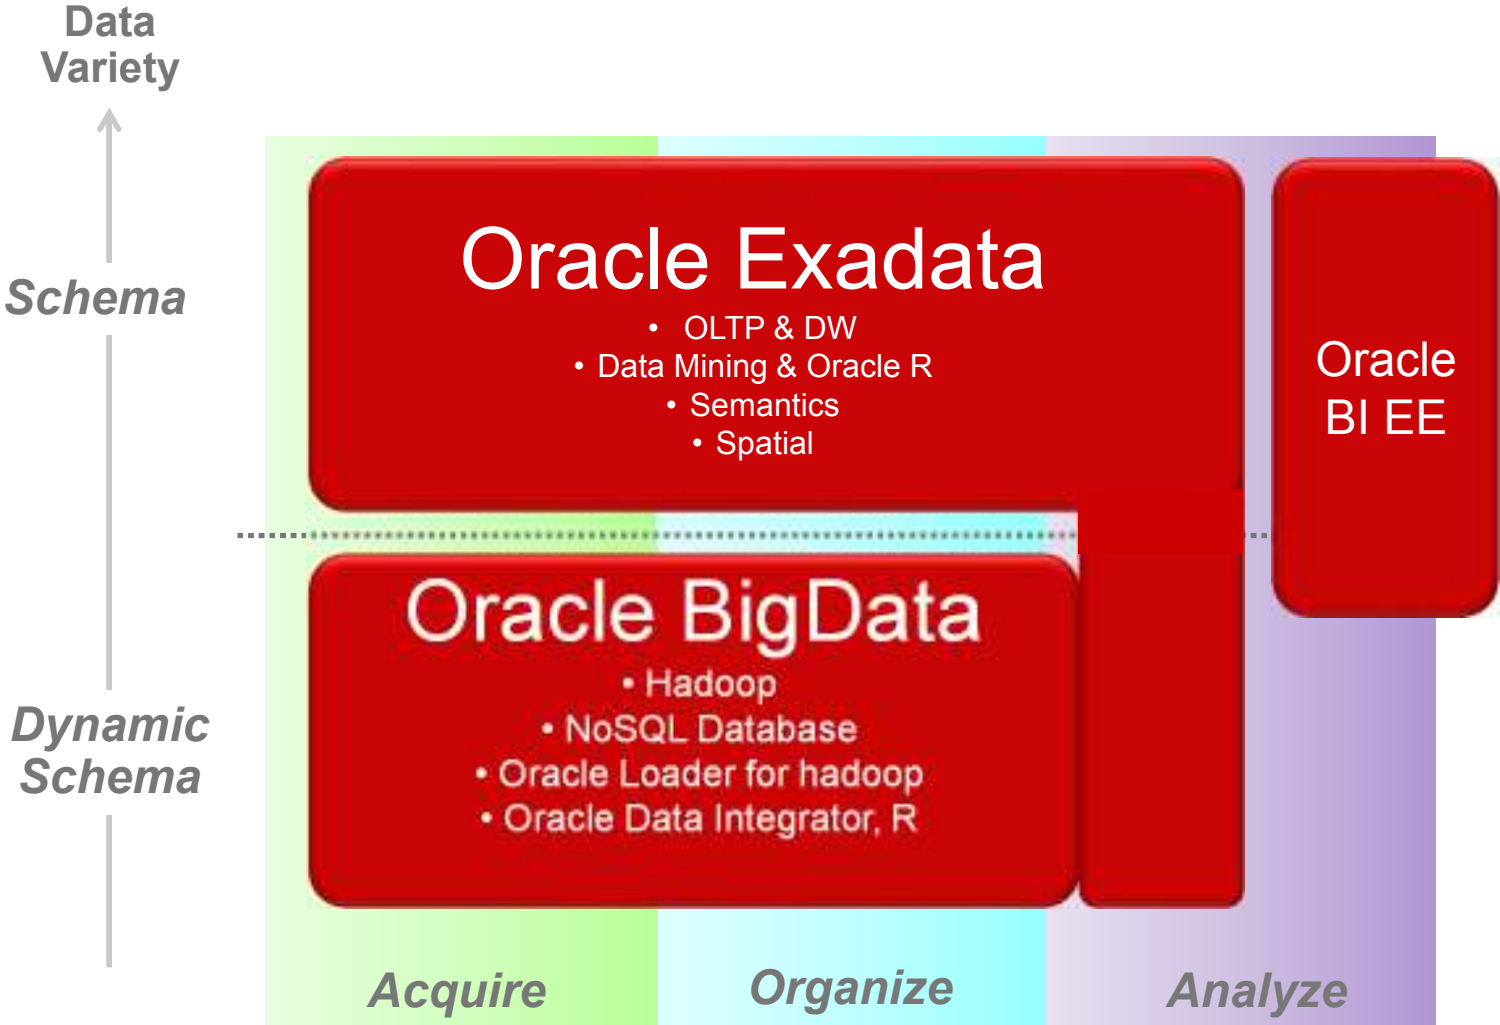 Data
Variety
Schema
Dynamic
Schema
Oracle Exadata
• OLTP & DW
• Data Mining & Oracle R
• Semantics
• Spatial
Oracle
BI EE
Oracle BigData
• Hadoop
• NoSQL Database
• Oracle Loader for hadoop
• Oracle Data Integrator, R
Acquire
Organize
Analyze